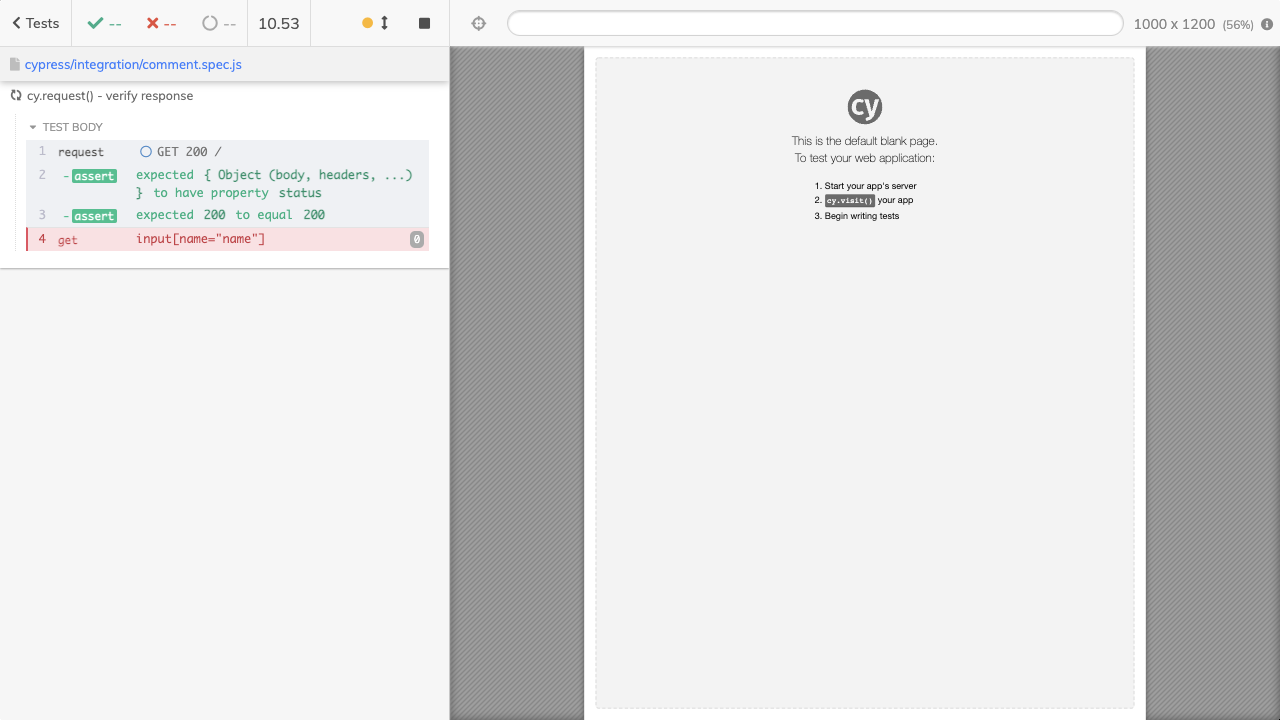 Tests
--
--
--
10.53
1000 x 1200 (56%)
cypress/integration/comment.spec.js
cy.request() - verify response
TEST BODY
1 request GET 200 /
2 -assert expected { Object (body, headers, ...)
} to have property status
3 -assert expected 200 to equal 200
4 get input[name="name"] 0
cy
This is the default blank page.
To test your web application:
1. Start your app's server
2. cy.visit() your app
3. Begin writing tests